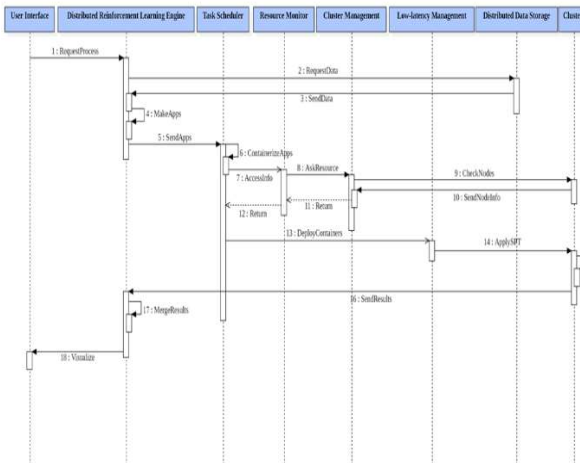 User Interface
Distributed Reinforcement Learning Engine
Task Scheduler
Resource Monitor
Cluster Management
Low-latency Management
Distributed Data Storage
Cluster
1 : RequestProcess
2 : RequestData
3 : SendData
4 : MakeApps
5 : SendApps
6 : ContainerizeApps
7 : AccessInfo
8 : AskResource
9 : CheckNodes
10 : SendNodeInfo
11 : Return
12 : Return
13 : DeployContainers
14 : ApplySPT
16 : SendResults
17 : MergeResults
18 : Visualize